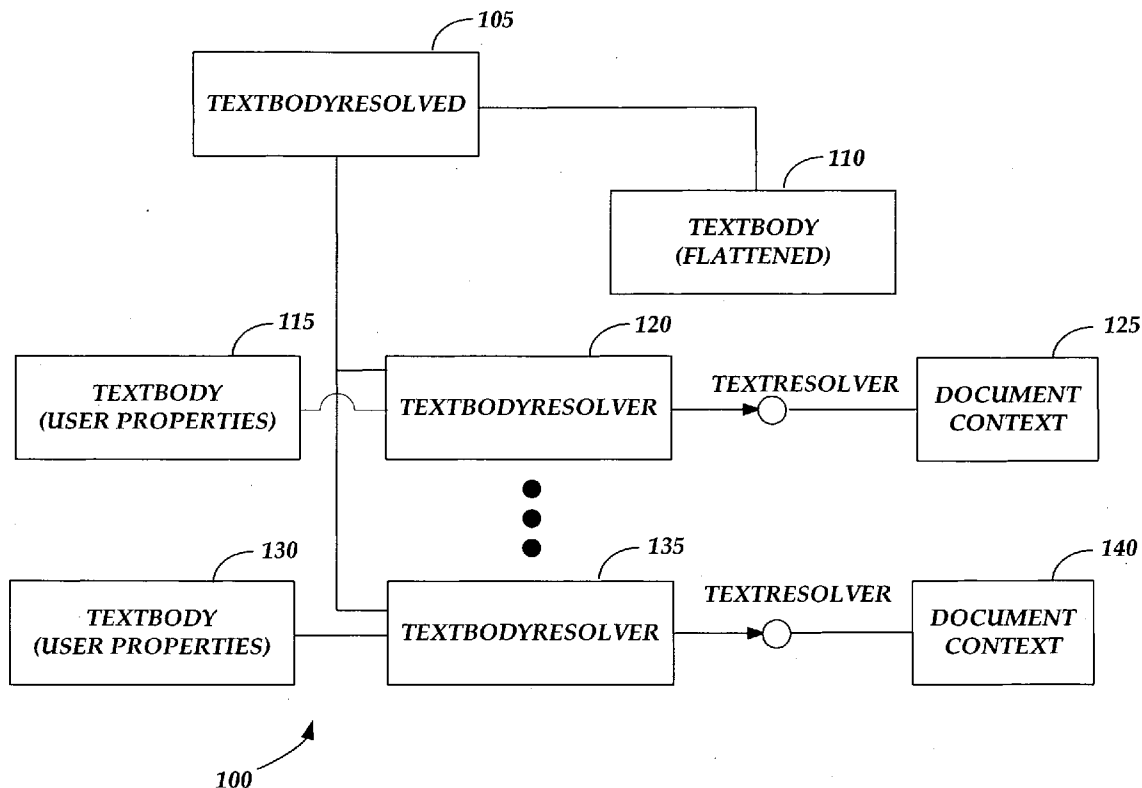 105
TEXTBODYRESOLVED
110
TEXTBODY
(FLATTENED)
115
TEXTBODY
(USER PROPERTIES)
120
TEXTBODYRESOLVER
TEXTRESOLVER
125
DOCUMENT
CONTEXT
130
TEXTBODY
(USER PROPERTIES)
135
TEXTBODYRESOLVER
TEXTRESOLVER
140
DOCUMENT
CONTEXT
100